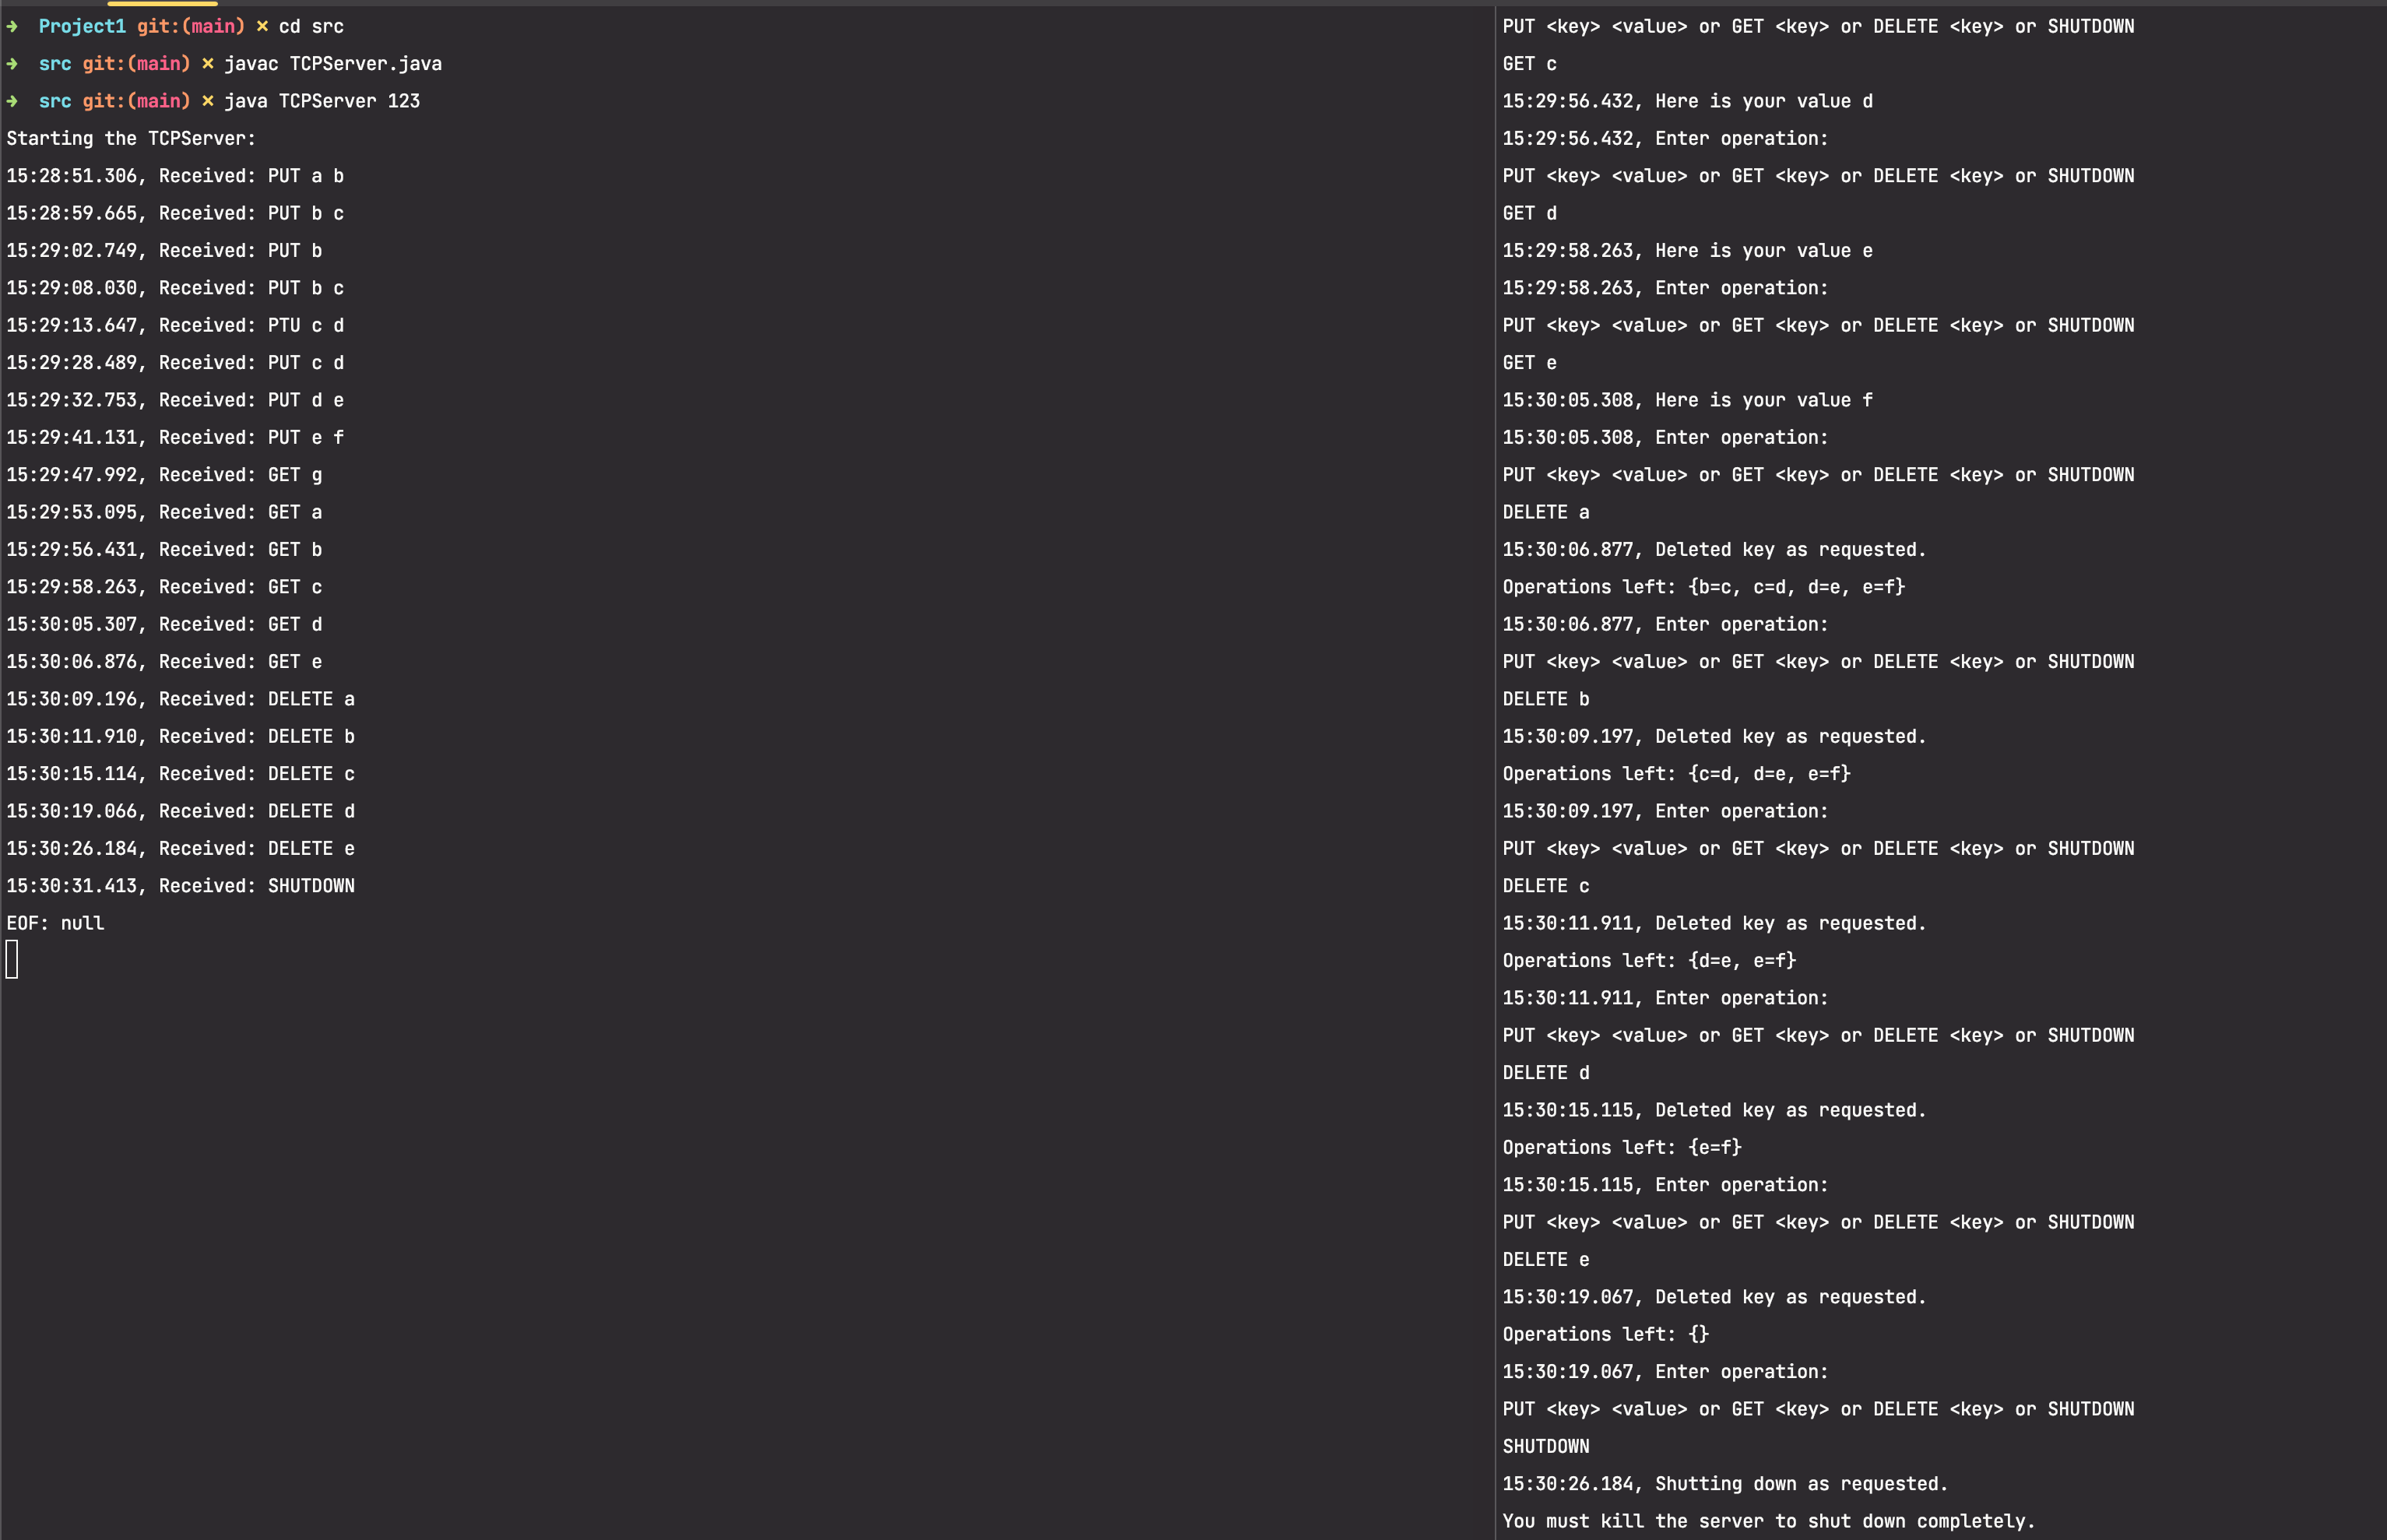 ➜ Project1 git:(main) ✗ cd src
➜ src git:(main) ✗ javac TCPServer.java
➜ src git:(main) ✗ java TCPServer 123
Starting the TCPServer:
15:28:51.306, Received: PUT a b
15:28:59.665, Received: PUT b c
15:29:02.749, Received: PUT b
15:29:08.030, Received: PUT b c
15:29:13.647, Received: PTU c d
15:29:28.489, Received: PUT c d
15:29:32.753, Received: PUT d e
15:29:41.131, Received: PUT e f
15:29:47.992, Received: GET g
15:29:53.095, Received: GET a
15:29:56.431, Received: GET b
15:29:58.263, Received: GET c
15:30:05.307, Received: GET d
15:30:06.876, Received: GET e
15:30:09.196, Received: DELETE a
15:30:11.910, Received: DELETE b
15:30:15.114, Received: DELETE c
15:30:19.066, Received: DELETE d
15:30:26.184, Received: DELETE e
15:30:31.413, Received: SHUTDOWN
EOF: null
PUT <key> <value> or GET <key> or DELETE <key> or SHUTDOWN
GET c
15:29:56.432, Here is your value d
15:29:56.432, Enter operation:
PUT <key> <value> or GET <key> or DELETE <key> or SHUTDOWN
GET d
15:29:58.263, Here is your value e
15:29:58.263, Enter operation:
PUT <key> <value> or GET <key> or DELETE <key> or SHUTDOWN
GET e
15:30:05.308, Here is your value f
15:30:05.308, Enter operation:
PUT <key> <value> or GET <key> or DELETE <key> or SHUTDOWN
DELETE a
15:30:06.877, Deleted key as requested.
Operations left: {b=c, c=d, d=e, e=f}
15:30:06.877, Enter operation:
PUT <key> <value> or GET <key> or DELETE <key> or SHUTDOWN
DELETE b
15:30:09.197, Deleted key as requested.
Operations left: {c=d, d=e, e=f}
15:30:09.197, Enter operation:
PUT <key> <value> or GET <key> or DELETE <key> or SHUTDOWN
DELETE c
15:30:11.911, Deleted key as requested.
Operations left: {d=e, e=f}
15:30:11.911, Enter operation:
PUT <key> <value> or GET <key> or DELETE <key> or SHUTDOWN
DELETE d
15:30:15.115, Deleted key as requested.
Operations left: {e=f}
15:30:15.115, Enter operation:
PUT <key> <value> or GET <key> or DELETE <key> or SHUTDOWN
DELETE e
15:30:19.067, Deleted key as requested.
Operations left: {}
15:30:19.067, Enter operation:
PUT <key> <value> or GET <key> or DELETE <key> or SHUTDOWN
SHUTDOWN
15:30:26.184, Shutting down as requested.
You must kill the server to shut down completely.